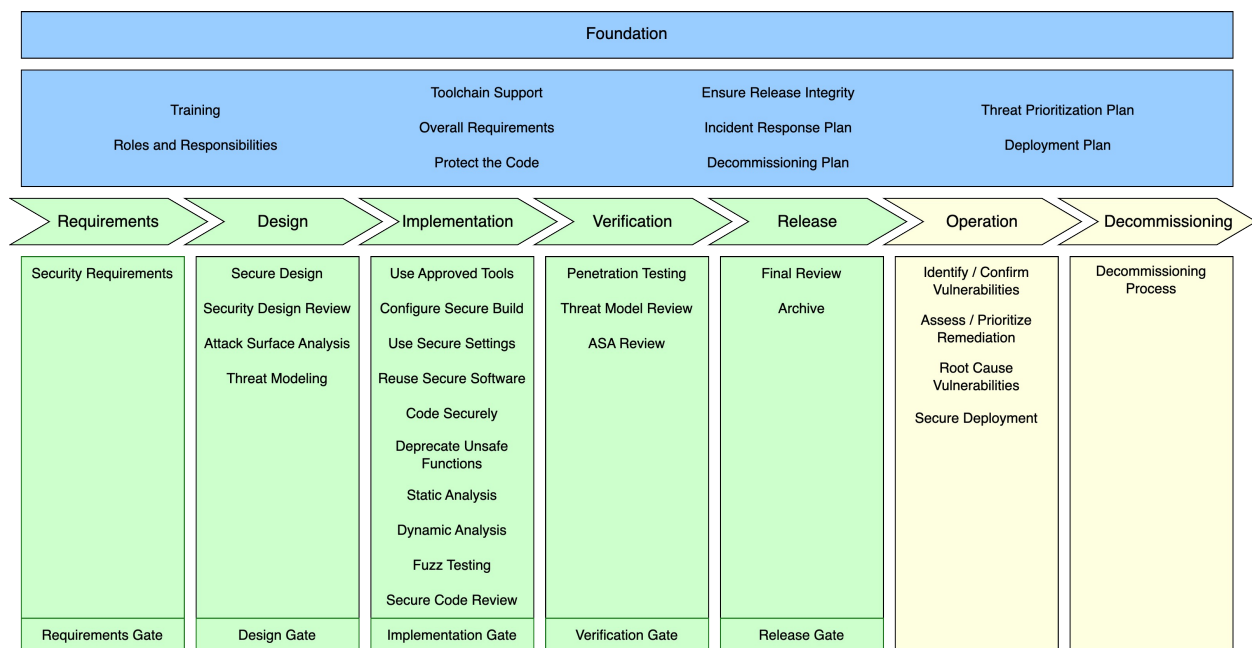 Foundation
Training
Roles and Responsibilities
Toolchain Support
Overall Requirements
Protect the Code
Ensure Release Integrity
Incident Response Plan
Decommissioning Plan
Threat Prioritization Plan
Deployment Plan
Requirements
Design
Implementation
Verification
Release
Operation
Decommissioning
Security Requirements
Requirements Gate
Secure Design
Security Design Review
Attack Surface Analysis
Threat Modeling
Design Gate
Use Approved Tools
Configure Secure Build
Use Secure Settings
Reuse Secure Software
Code Securely
Deprecate Unsafe
Functions
Static Analysis
Dynamic Analysis
Fuzz Testing
Secure Code Review
Implementation Gate
Penetration Testing
Threat Model Review
ASA Review
Verification Gate
Final Review
Archive
Release Gate
Identify / Confirm
Vulnerabilities
Assess / Prioritize
Remediation
Root Cause
Vulnerabilities
Secure Deployment
Decommissioning
Process